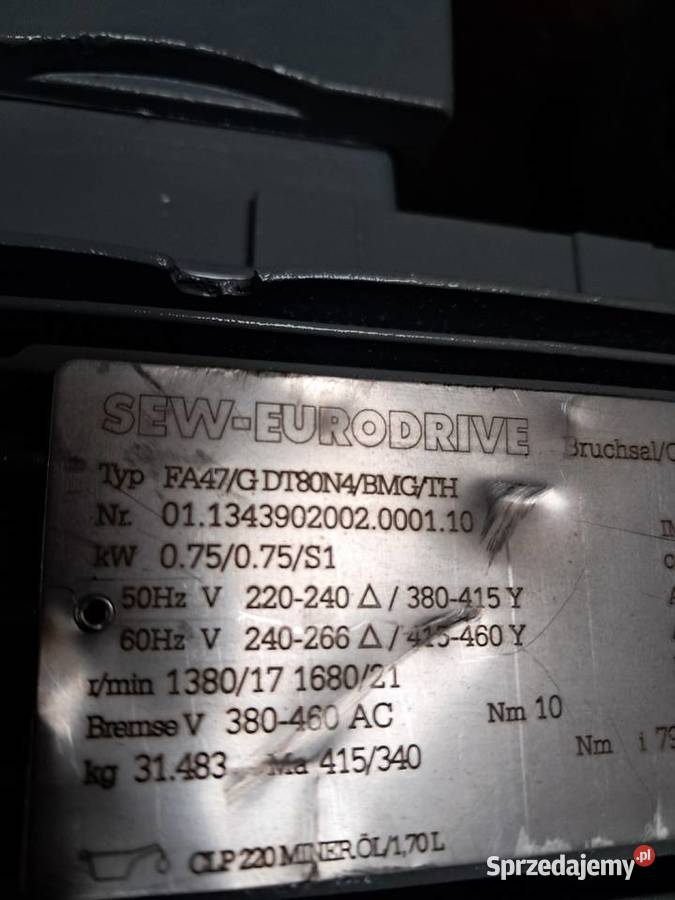 SEW-EURODRIVE Bruchsal/
Typ FA47/G DT80N4/BMG/TH
Nr. 01.1343902002.0001.10
kW 0.75/0.75/S1
50Hz V 220-240 Δ / 380-415 Y
60Hz V 240-266 Δ / 415-460 Y
r/min 1380/17 1680/21
Bremse V 380-460 AC Nm 10
kg 31.483 Ma 415/340 Nm i 79
CLP 220 MINER.ÖL/1,70 L
Sprzedajemy.pl